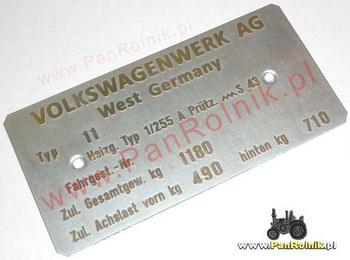 www.PanRolnik.pl
VOLKSWAGENWERK AG
West Germany
Typ 11 Heizg. Typ 1/255 A Prütz. S 43
Fahrgest.-Nr.
Zul. Gesamtgew. kg 1180
Zul. Achslast vorn kg 490 hinten kg 710
www.PanRolnik.pl
www.PanRolnik.pl